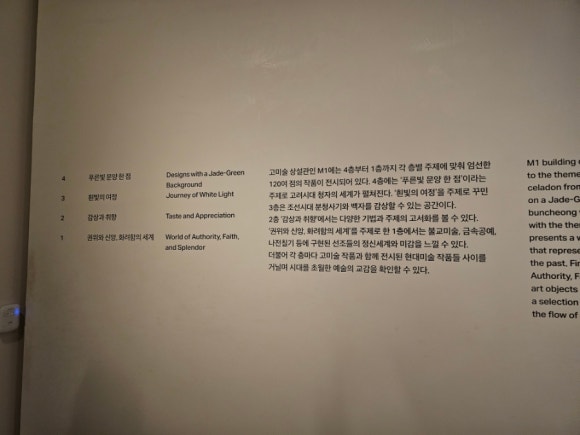 4 푸른빛 문양 한 점 Designs with a Jade-Green
Background
3 흰빛의 여정 Journey of White Light
2 감상과 취향 Taste and Appreciation
1 권위와 신앙, 화려함의 세계 World of Authority, Faith,
and Splendor
고미술 상설관인 M1에는 4층부터 1층까지 각 층별 주제에 맞춰 엄선한
120여 점의 작품이 전시되어 있다. 4층에는 '푸른빛 문양 한 점'이라는
주제로 고려시대 청자의 세계가 펼쳐진다. '흰빛의 여정'을 주제로 꾸민
3층은 조선시대 분청사기와 백자를 감상할 수 있는 공간이다.
2층 '감상과 취향'에서는 다양한 기법과 주제의 고서화를 볼 수 있다.
'권위와 신앙, 화려함의 세계'를 주제로 한 1층에서는 불교미술, 금속공예,
나전칠기 등에 구현된 선조들의 정신세계와 미감을 느낄 수 있다.
더불어 각 층마다 고미술 작품과 함께 전시된 현대미술 작품들 사이를
거닐며 시대를 초월한 예술의 교감을 확인할 수 있다.
M1 building
to the theme
celadon from
on a Jade-G
buncheong
with the the
presents a w
that represe
the past. Fir
Authority, F
art objects
a selection
the flow of